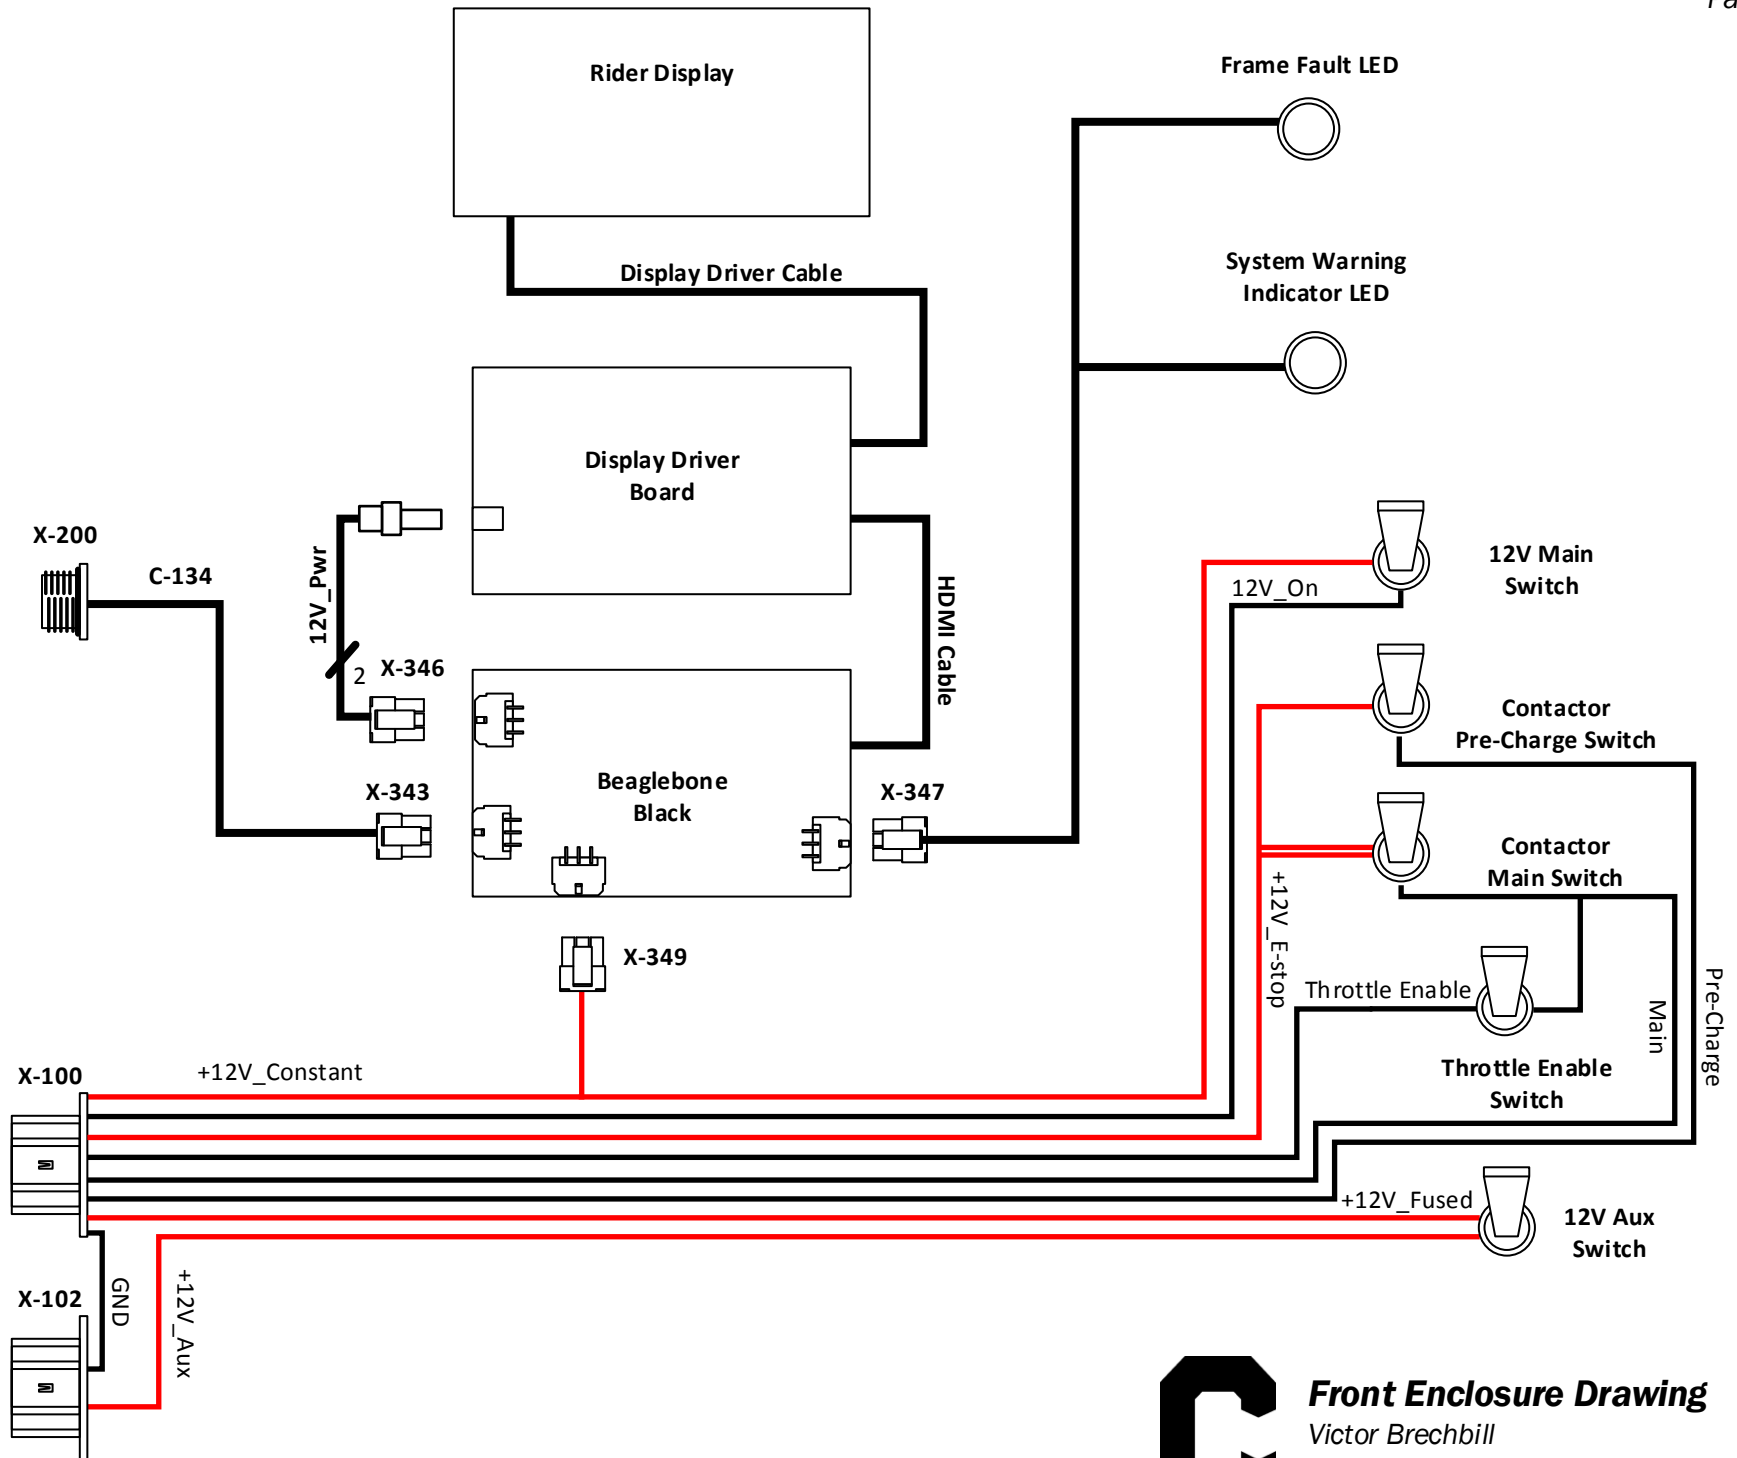 Rider Display
Frame Fault LED
Display Driver Cable
System Warning
Indicator LED
Display Driver
Board
X-200
C-134
12V_Pwr
2
X-346
HDMI Cable
12V Main
Switch
12V_On
Contactor
Pre-Charge Switch
X-343
Beaglebone
Black
X-347
Contactor
Main Switch
+12V_E-stop
X-349
Throttle Enable
Main
Pre-Charge
Throttle Enable
Switch
X-100
+12V_Constant
+12V_Fused
12V Aux
Switch
X-102
GND
+12V_Aux
Front Enclosure Drawing
Victor Brechbill